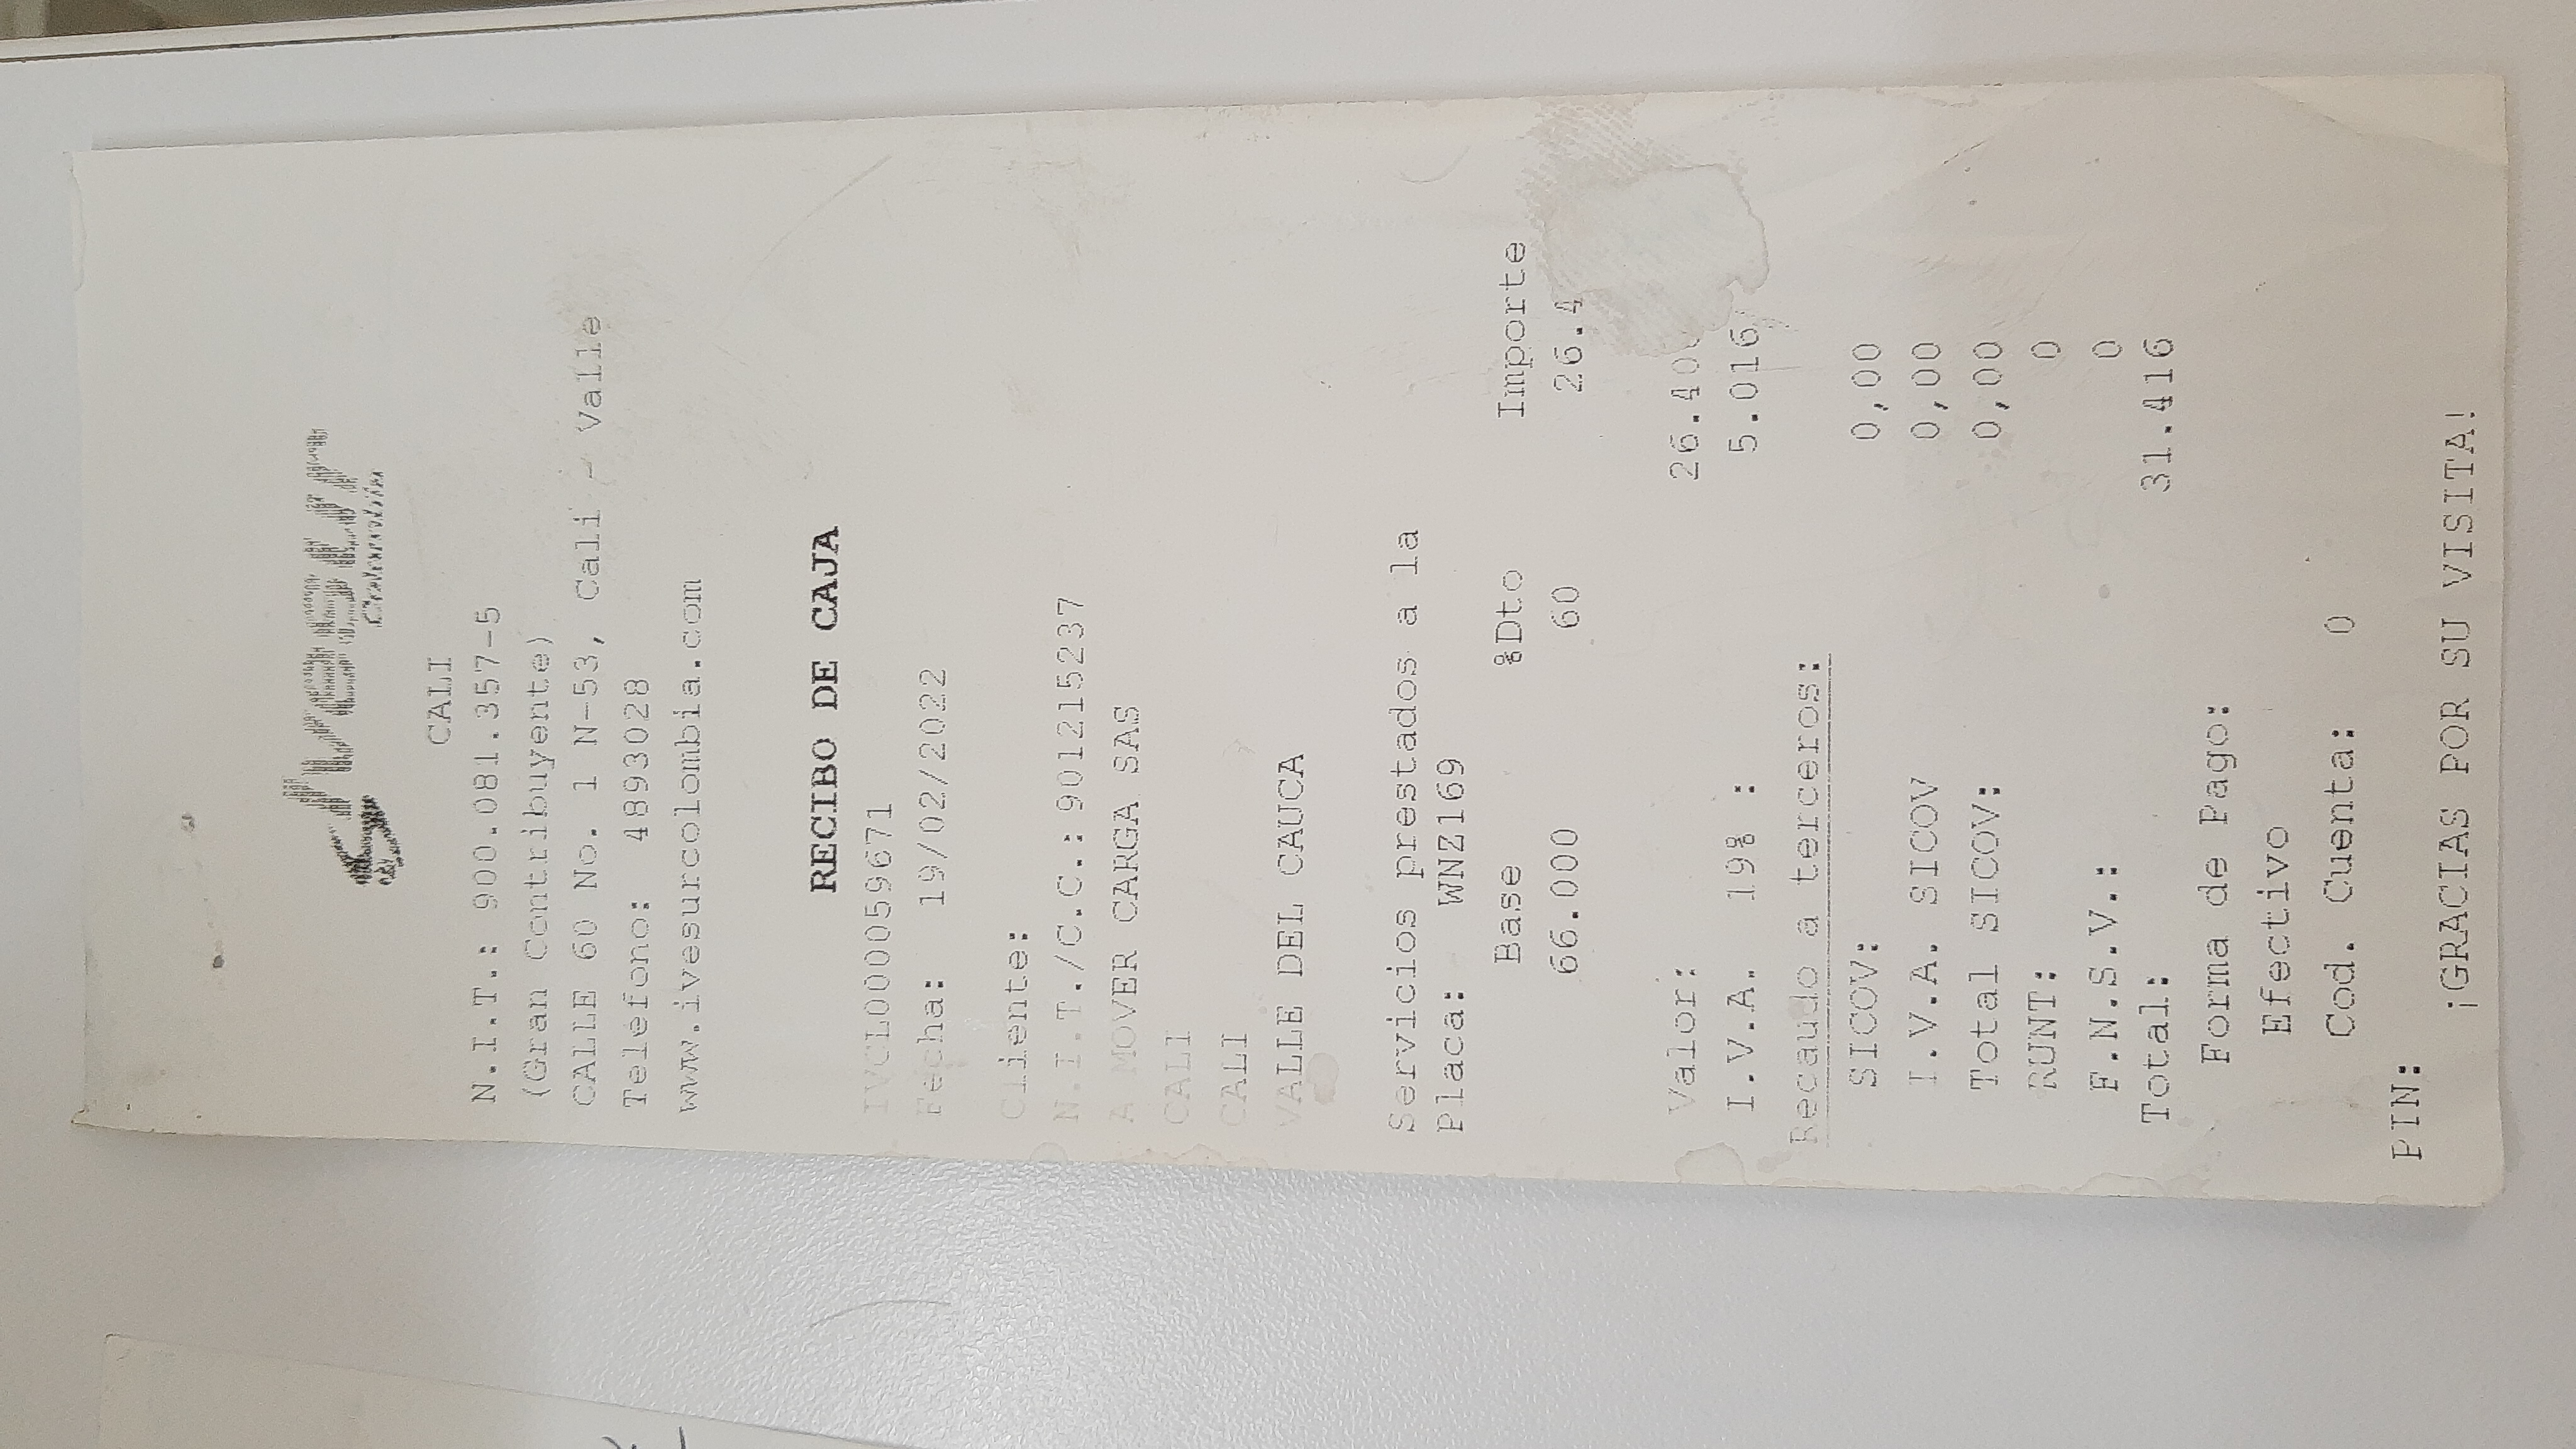 CALI
N.I.T.: 900.081.357-5
(Gran Contribuyente)
CALLE 60 No. 1 N-53, Cali - Valle
Telefono: 4893028
www.ivesurcolombia.com
RECIBO DE CAJA
IVCL000059671
Fecha: 19/02/2022
Cliente:
N.I.T./C.C.: 901215237
A MOVER CARGA SAS
CALI
CALI
VALLE DEL CAUCA
Servicios prestados a la
Placa: WNZ169
Base %Dto Importe
66.000 60 26.4
Valor: 26.400
I.V.A. 19% : 5.016
Recaudo a terceros:
SICOV: 0,00
I.V.A. SICOV 0,00
Total SICOV: 0,00
RUNT: 0
F.N.S.V.: 0
Total: 31.416
Forma de Pago:
Efectivo
Cod. Cuenta: 0
PIN:
¡GRACIAS POR SU VISITA!